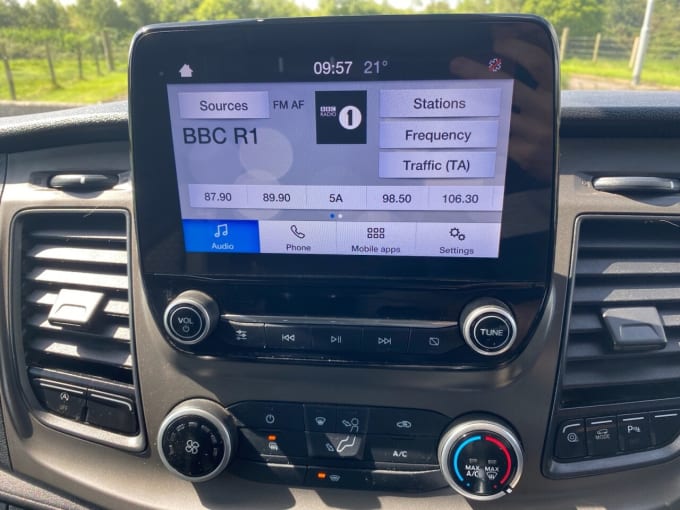 09:57 21°
Sources
FM AF
BBC
RADIO
1
Stations
BBC R1
Frequency
Traffic (TA)
87.90
89.90
5A
98.50
106.30
Audio
Phone
Mobile apps
Settings
VOL
TUNE
OFF
MODE
A/C
MAX
A/C
MAX